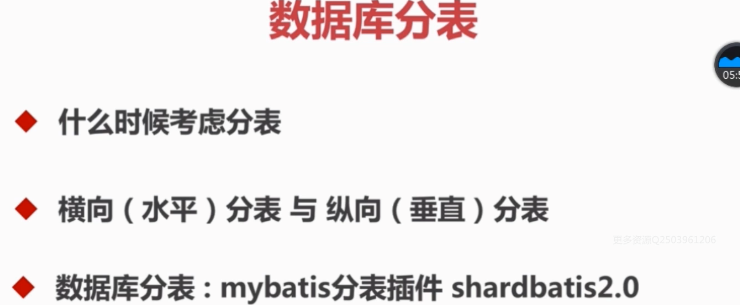 数据库分表
05:5
什么时候考虑分表
横向（水平）分表 与 纵向（垂直）分表
数据库分表：mybatis分表插件 shardbatis2.0